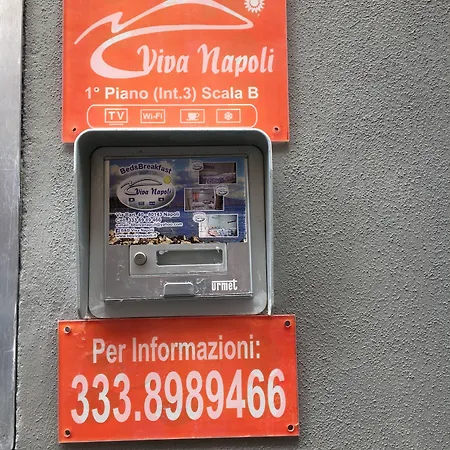 Viva Napoli
1° Piano (Int.3) Scala B
TV Wi-Fi
Bed&Breakfast
Viva Napoli
urmet
Per Informazioni:
333.8989466